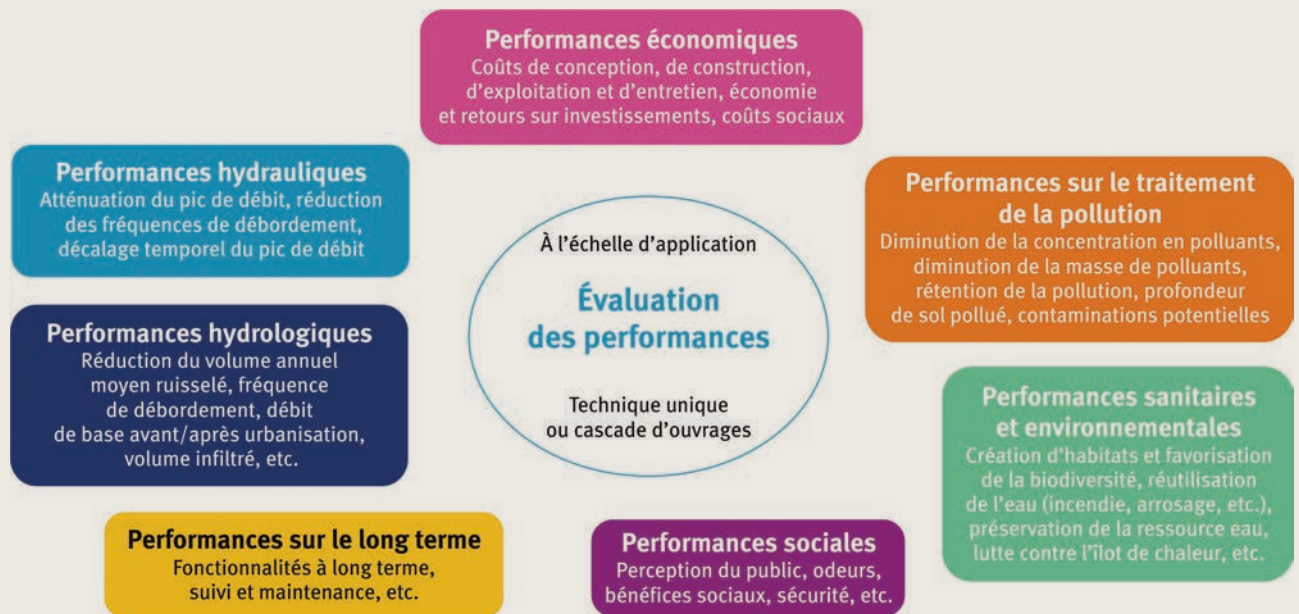 Performances économiques
Coûts de conception, de construction,
d'exploitation et d'entretien, économie
et retours sur investissements, coûts sociaux
Performances hydrauliques
Atténuation du pic de débit, réduction
des fréquences de débordement,
décalage temporel du pic de débit
Performances sur le traitement
de la pollution
Diminution de la concentration en polluants,
diminution de la masse de polluants,
rétention de la pollution, profondeur
de sol pollué, contaminations potentielles
À l'échelle d'application
Évaluation
des performances
Technique unique
ou cascade d'ouvrages
Performances hydrologiques
Réduction du volume annuel
moyen ruisselé, fréquence
de débordement, débit
de base avant/après urbanisation,
volume infiltré, etc.
Performances sanitaires
et environnementales
Création d'habitats et favorisation
de la biodiversité, réutilisation
de l'eau (incendie, arrosage, etc.),
préservation de la ressource eau,
lutte contre l'îlot de chaleur, etc.
Performances sur le long terme
Fonctionnalités à long terme,
suivi et maintenance, etc.
Performances sociales
Perception du public, odeurs,
bénéfices sociaux, sécurité, etc.